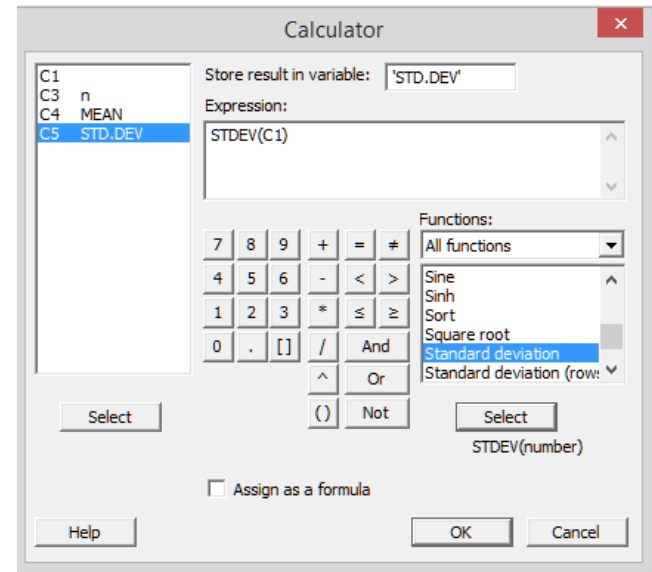 Calculator
×
C1
C3 n
C4 MEAN
C5 STD.DEV
Store result in variable: 'STD.DEV'
Expression:
STDEV(C1)
Functions:
All functions
7 8 9 + = ≠
4 5 6 - < >
1 2 3 * ≤ ≥
0 . [] / And
^ Or
() Not
Sine
Sinh
Sort
Square root
Standard deviation
Standard deviation (rows
Select
Select
STDEV(number)
Assign as a formula
Help
OK
Cancel